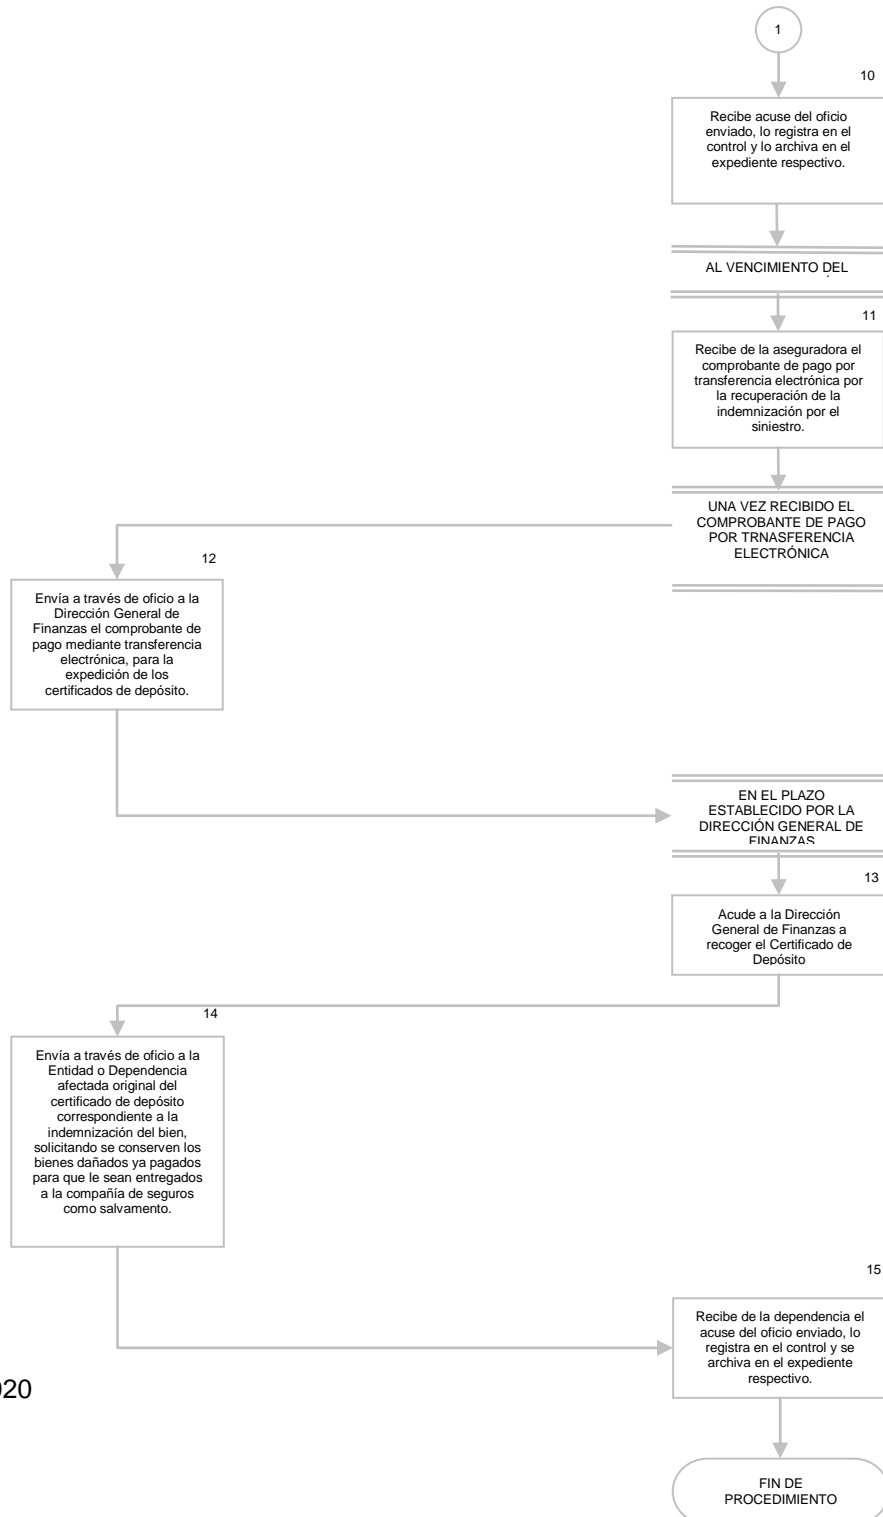 1
10
Recibe acuse del oficio
enviado, lo registra en el
control y lo archiva en el
expediente respectivo.
AL VENCIMIENTO DEL
11
Recibe de la aseguradora el
comprobante de pago por
transferencia electrónica por
la recuperación de la
indemnización por el
siniestro.
UNA VEZ RECIBIDO EL
COMPROBANTE DE PAGO
POR TRNASFERENCIA
ELECTRÓNICA
12
Envía a través de oficio a la
Dirección General de
Finanzas el comprobante de
pago mediante transferencia
electrónica, para la
expedición de los
certificados de depósito.
EN EL PLAZO
ESTABLECIDO POR LA
DIRECCIÓN GENERAL DE
FINANZAS
13
Acude a la Dirección
General de Finanzas a
recoger el Certificado de
Depósito
14
Envía a través de oficio a la
Entidad o Dependencia
afectada original del
certificado de depósito
correspondiente a la
indemnización del bien,
solicitando se conserven los
bienes dañados ya pagados
para que le sean entregados
a la compañía de seguros
como salvamento.
15
Recibe de la dependencia el
acuse del oficio enviado, lo
registra en el control y se
archiva en el expediente
respectivo.
20
FIN DE
PROCEDIMIENTO